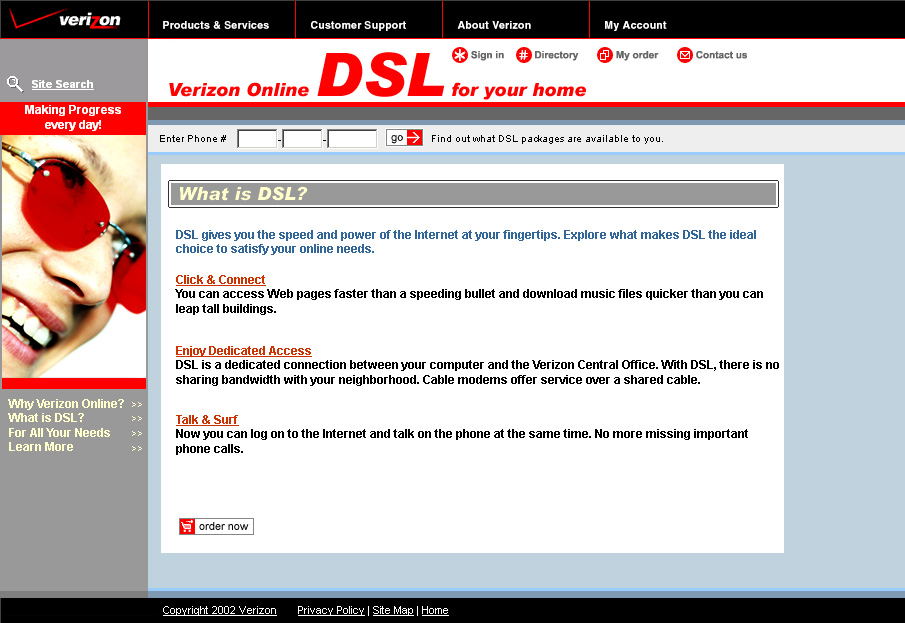 verizon
Products & Services
Customer Support
About Verizon
My Account
Site Search
Sign in
Directory
My order
Contact us
Verizon Online DSL for your home
Making Progress
every day!
Enter Phone #
- -
go
Find out what DSL packages are available to you.
What is DSL?
DSL gives you the speed and power of the Internet at your fingertips. Explore what makes DSL the ideal
choice to satisfy your online needs.
Click & Connect
You can access Web pages faster than a speeding bullet and download music files quicker than you can
leap tall buildings.
Enjoy Dedicated Access
DSL is a dedicated connection between your computer and the Verizon Central Office. With DSL, there is no
sharing bandwidth with your neighborhood. Cable modems offer service over a shared cable.
Talk & Surf
Now you can log on to the Internet and talk on the phone at the same time. No more missing important
phone calls.
order now
Why Verizon Online? >>
What is DSL? >>
For All Your Needs >>
Learn More >>
Copyright 2002 Verizon
Privacy Policy | Site Map | Home